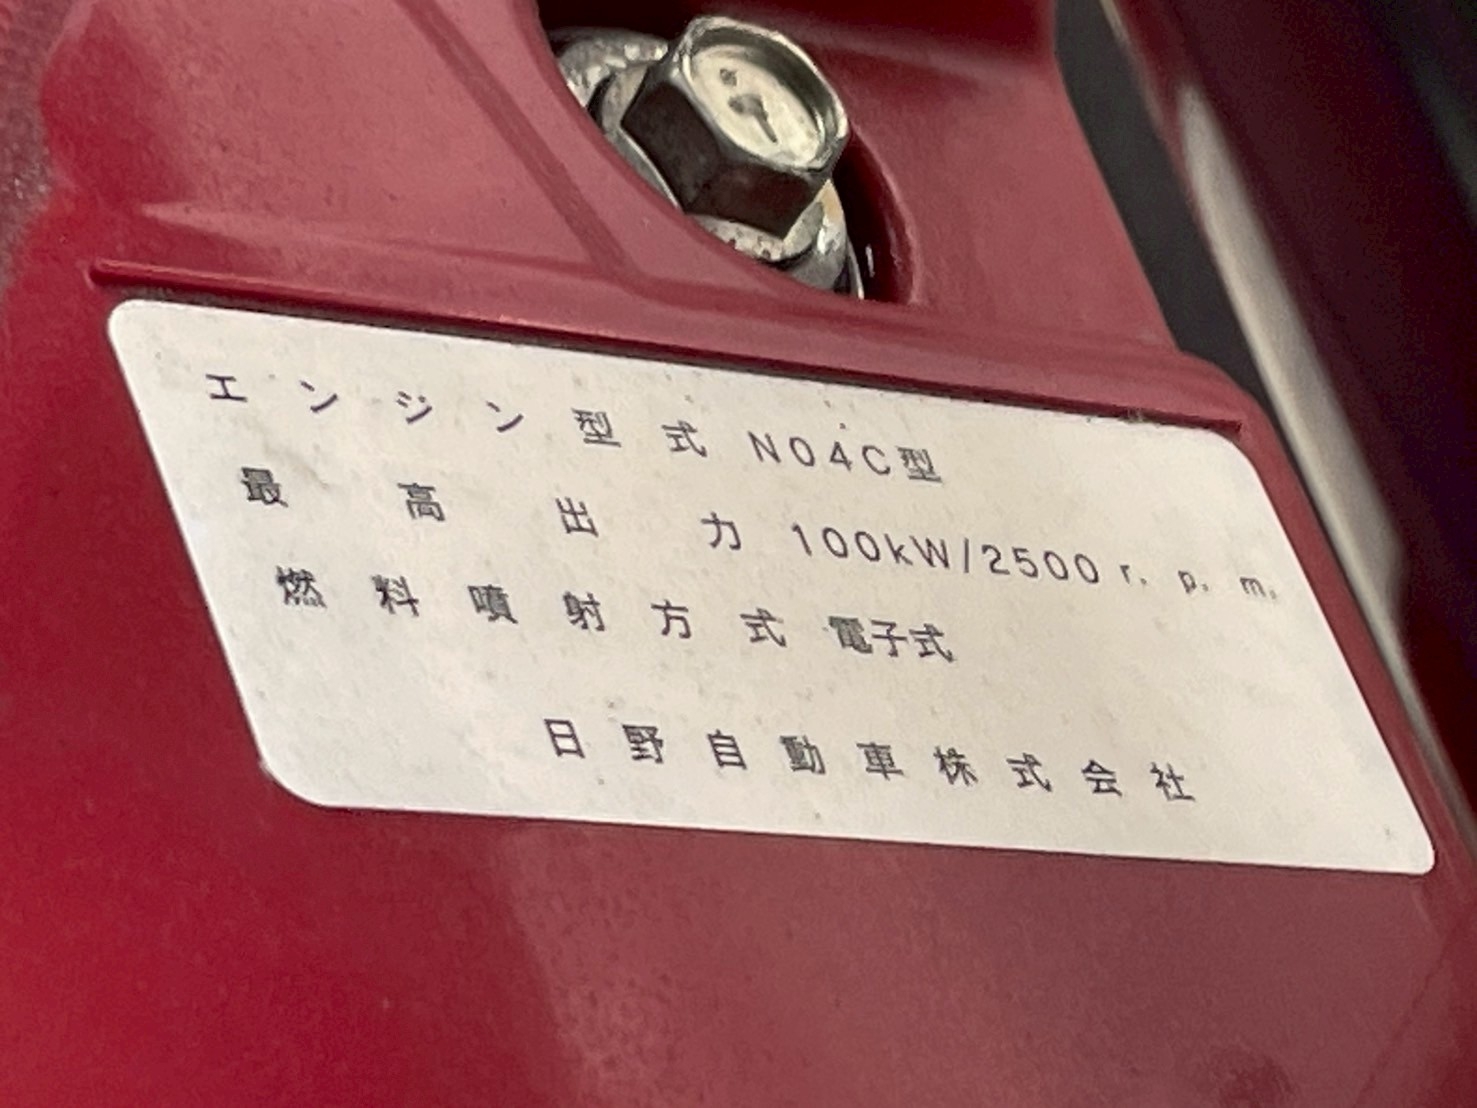 エンジン型式 N04C型
最高出力 100kW/2500r.p.m.
燃料噴射方式 電子式
日野自動車株式会社